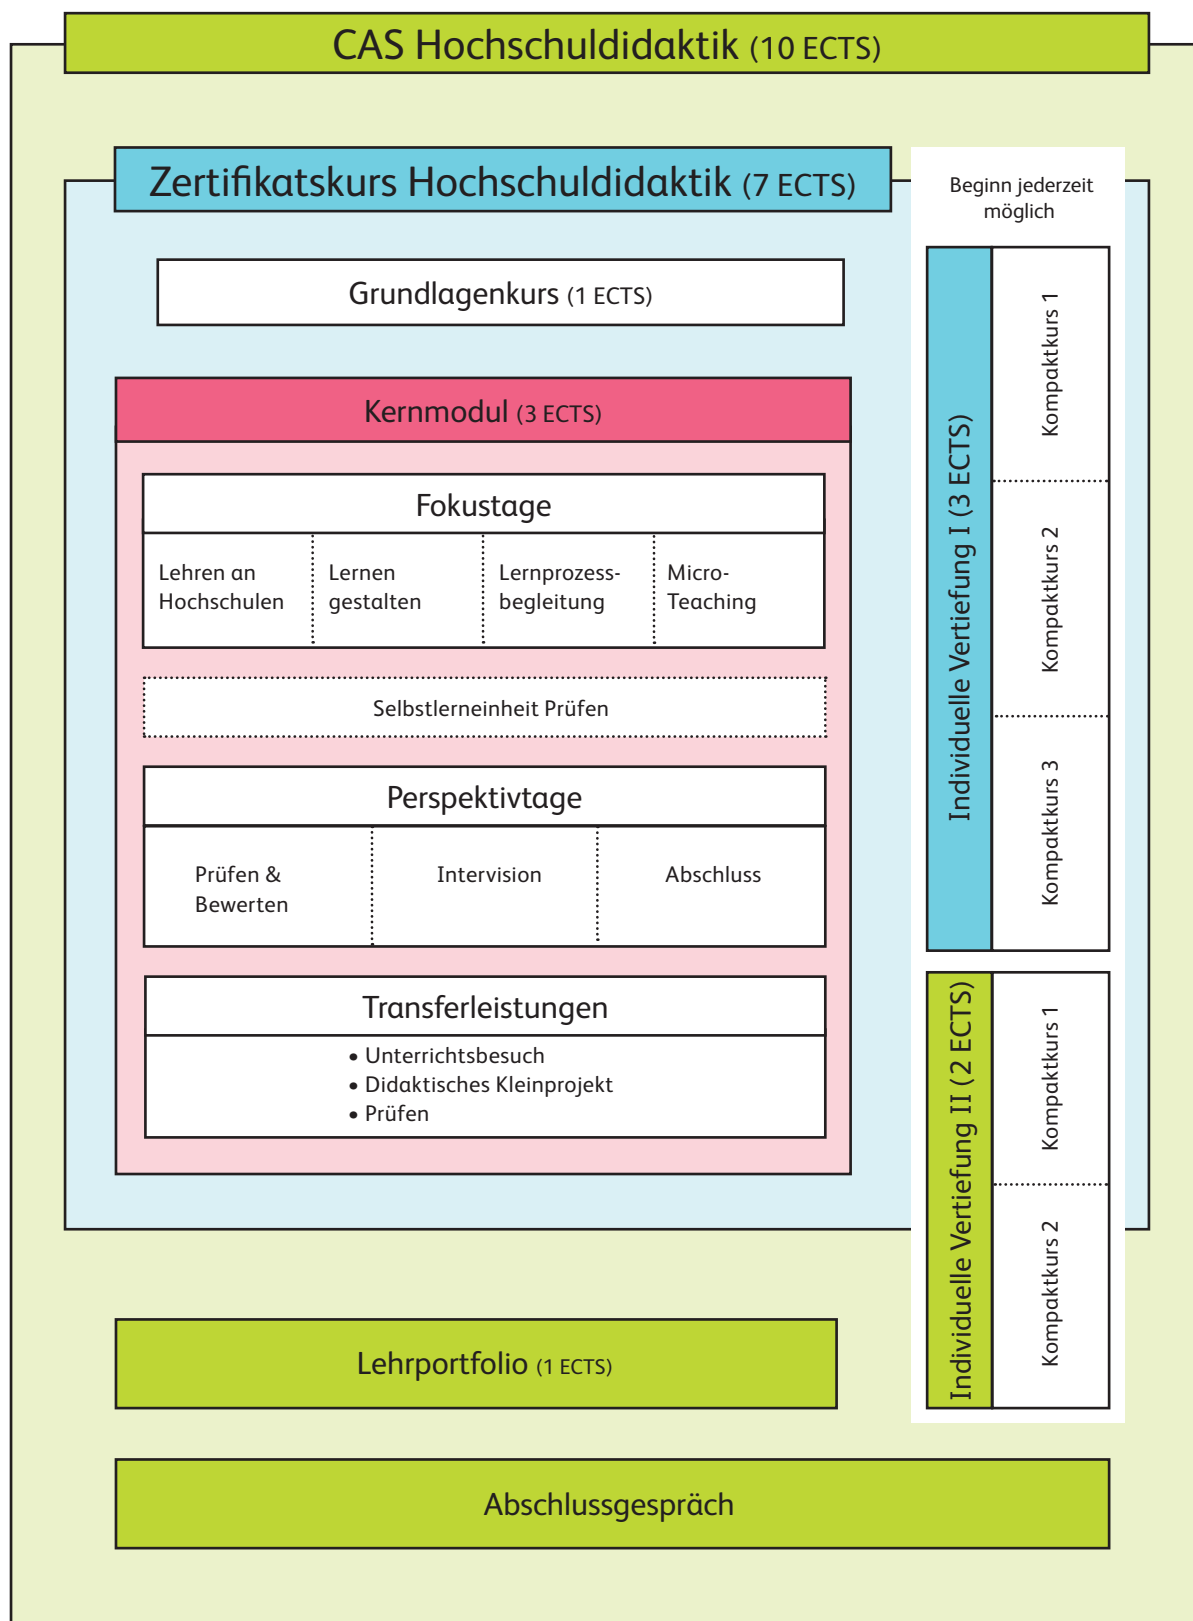 CAS Hochschuldidaktik (10 ECTS)
Zertifikatskurs Hochschuldidaktik (7 ECTS)
Grundlagenkurs (1 ECTS)
Kernmodul (3 ECTS)
Fokustage
Lehren an
Hochschulen
Lernen
gestalten
Lernprozess-
begleitung
Micro-
Teaching
Selbstlerneinheit Prüfen
Perspektivtage
Prüfen &
Bewerten
Intervision
Abschluss
Transferleistungen
• Unterrichtsbesuch
• Didaktisches Kleinprojekt
• Prüfen
Beginn jederzeit
möglich
Individuelle Vertiefung I (3 ECTS)
Kompaktkurs 1
Kompaktkurs 2
Kompaktkurs 3
Individuelle Vertiefung II (2 ECTS)
Kompaktkurs 1
Kompaktkurs 2
Lehrportfolio (1 ECTS)
Abschlussgespräch